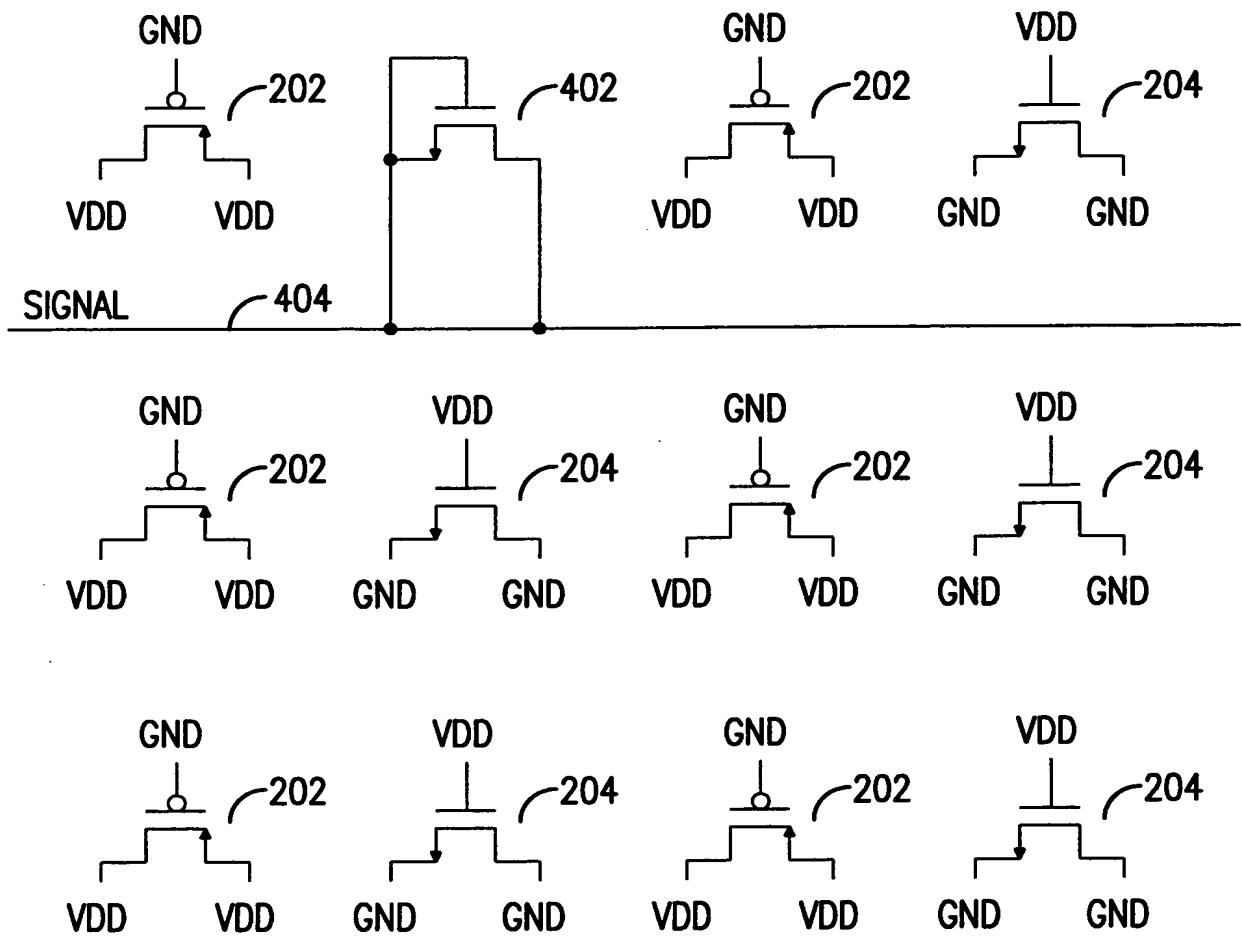 GND GND VDD
202 402 202 204
VDD VDD VDD VDD GND GND
SIGNAL 404
GND VDD GND VDD
202 204 202 204
VDD VDD GND GND VDD VDD GND GND
GND VDD GND VDD
202 204 202 204
VDD VDD GND GND VDD VDD GND GND